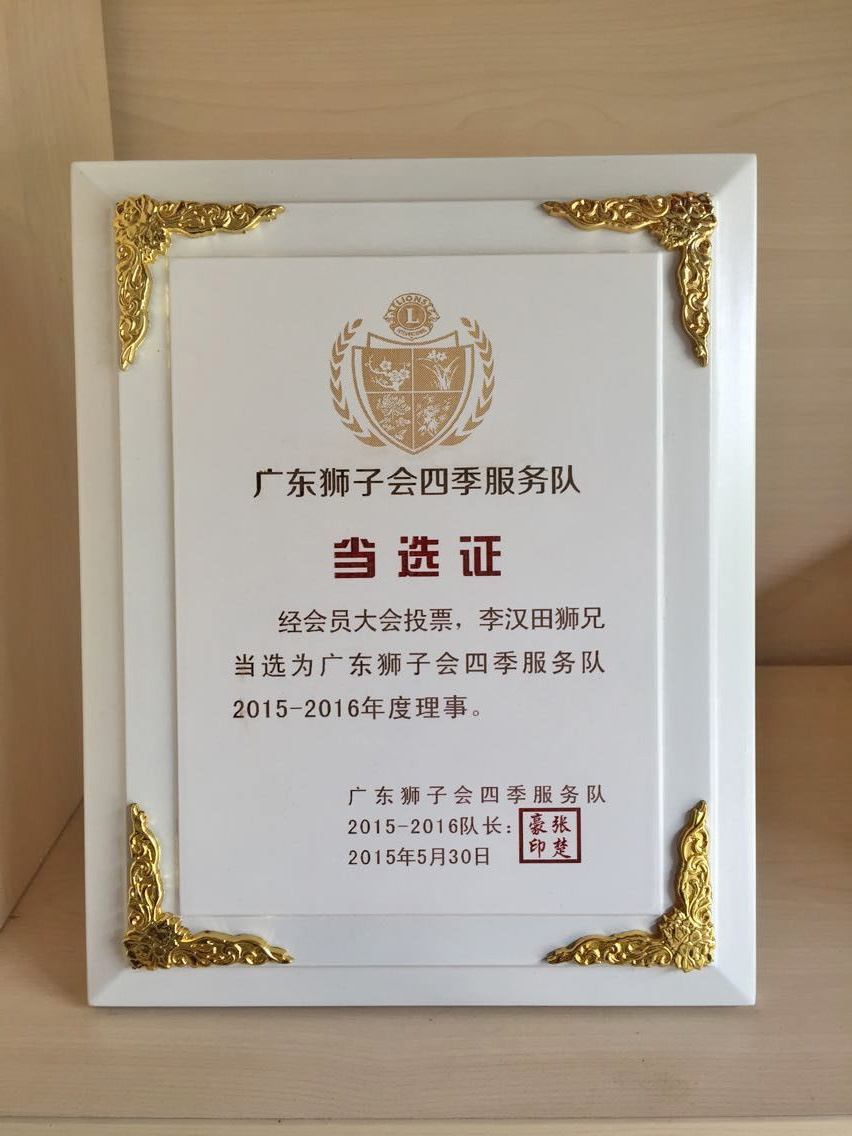 LIONS
L
广东狮子会四季服务队
当选证
经会员大会投票，李汉田狮兄
当选为广东狮子会四季服务队
2015-2016年度理事。
广东狮子会四季服务队
2015-2016队长：
张楚豪印
2015年5月30日